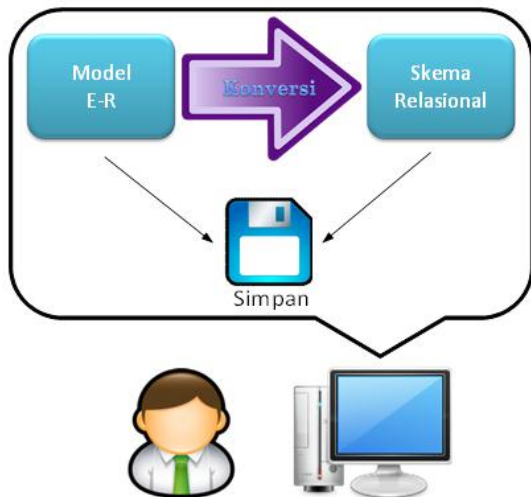 Model
E-R
Konversi
Skema
Relasional
Simpan